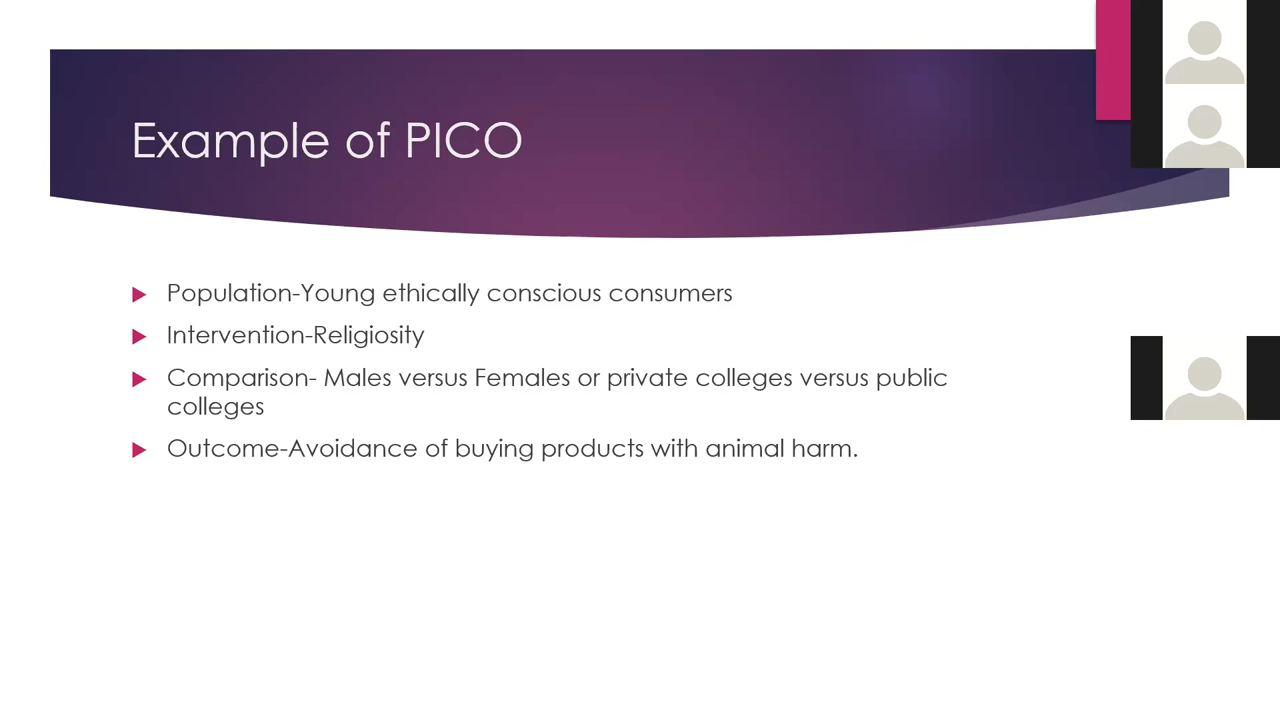 Example of PICO
Population-Young ethically conscious consumers
Intervention-Religiosity
Comparison- Males versus Females or private colleges versus public
colleges
Outcome-Avoidance of buying products with animal harm.